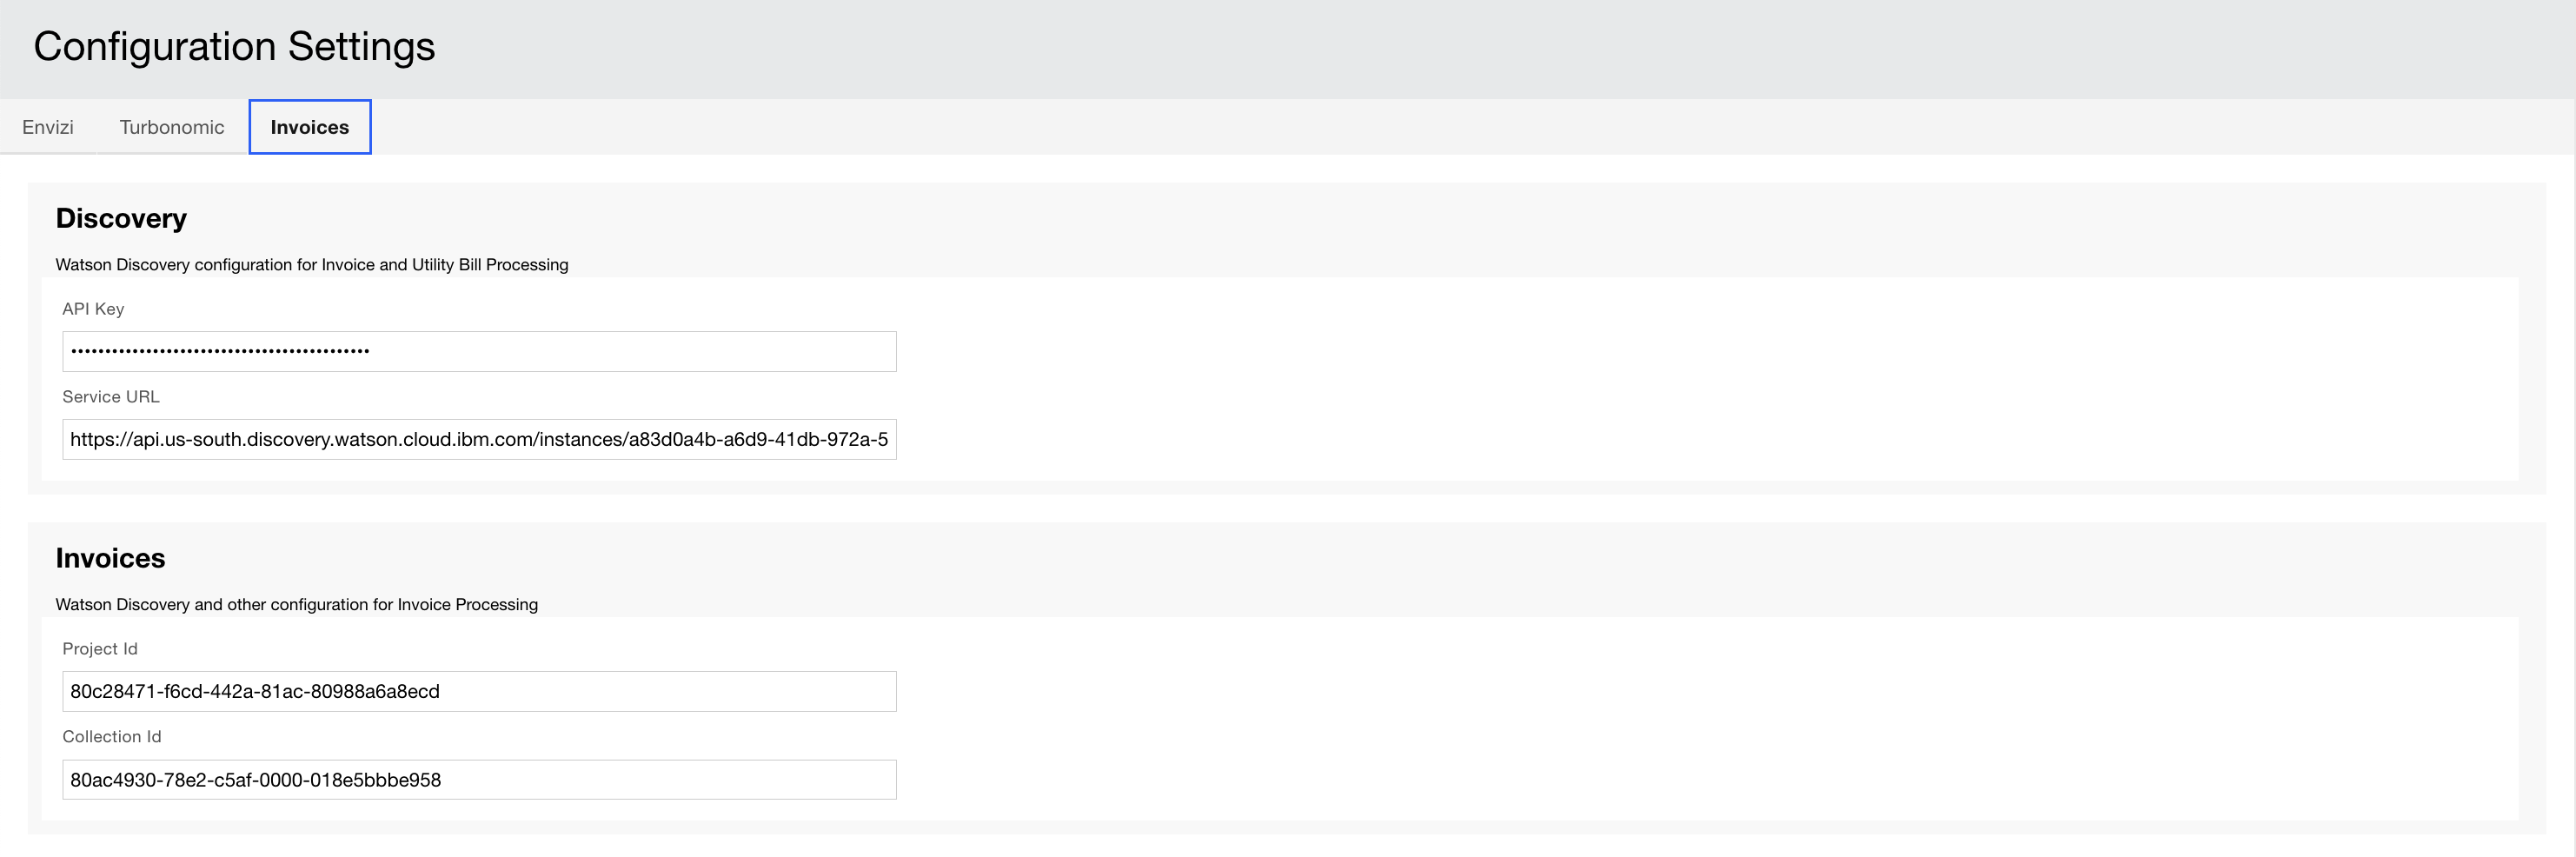 Configuration Settings
Envizi Turbonomic Invoices
Discovery
Watson Discovery configuration for Invoice and Utility Bill Processing
API Key
••••••••••••••••••••••••••••••••••••••••••••
Service URL
https://api.us-south.discovery.watson.cloud.ibm.com/instances/a83d0a4b-a6d9-41db-972a-5
Invoices
Watson Discovery and other configuration for Invoice Processing
Project Id
80c28471-f6cd-442a-81ac-80988a6a8ecd
Collection Id
80ac4930-78e2-c5af-0000-018e5bbbe958